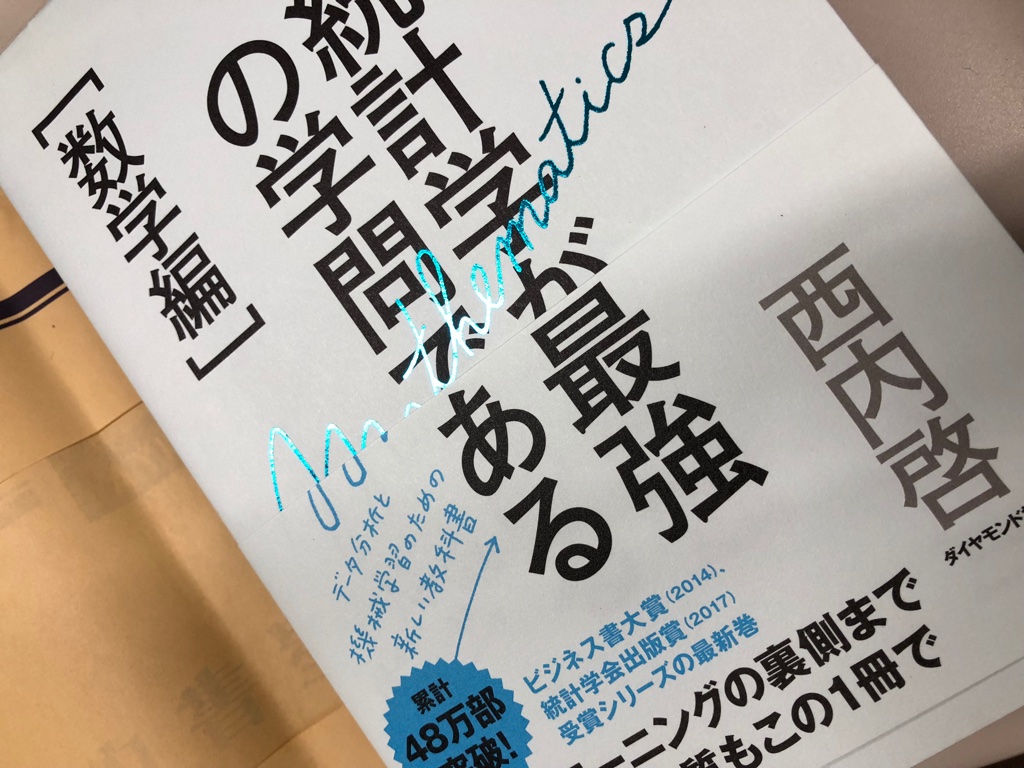 統計学が最強
の学問である
[数学編]
Mathematics
西内啓
ダイヤモンド
データ分析と
機械学習のための
新しい教科書
ビジネス書大賞(2014)、
統計学会出版賞(2017)
受賞シリーズの最新巻
累計
48万部
突破!
ーニングの裏側まで
質もこの1冊で